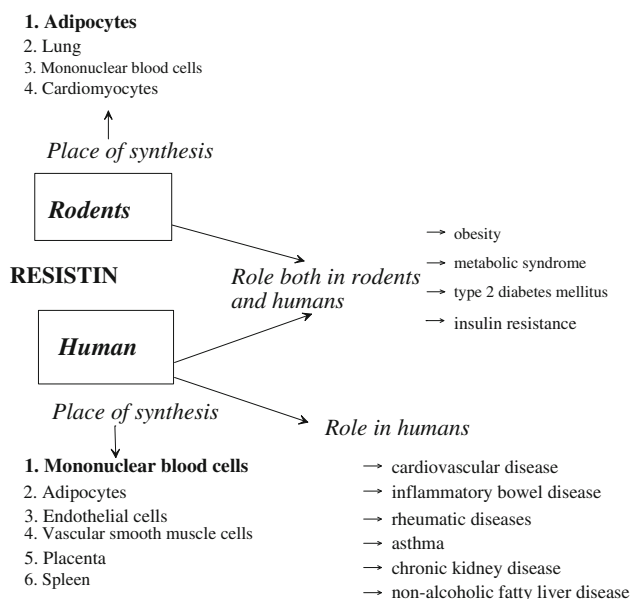 1. Adipocytes
2. Lung
3. Mononuclear blood cells
4. Cardiomyocytes
Place of synthesis
Rodents
RESISTIN
Role both in rodents
and humans
→ obesity
→ metabolic syndrome
→ type 2 diabetes mellitus
→ insulin resistance
Human
Place of synthesis
1. Mononuclear blood cells
2. Adipocytes
3. Endothelial cells
4. Vascular smooth muscle cells
5. Placenta
6. Spleen
Role in humans
→ cardiovascular disease
→ inflammatory bowel disease
→ rheumatic diseases
→ asthma
→ chronic kidney disease
→ non-alcoholic fatty liver disease